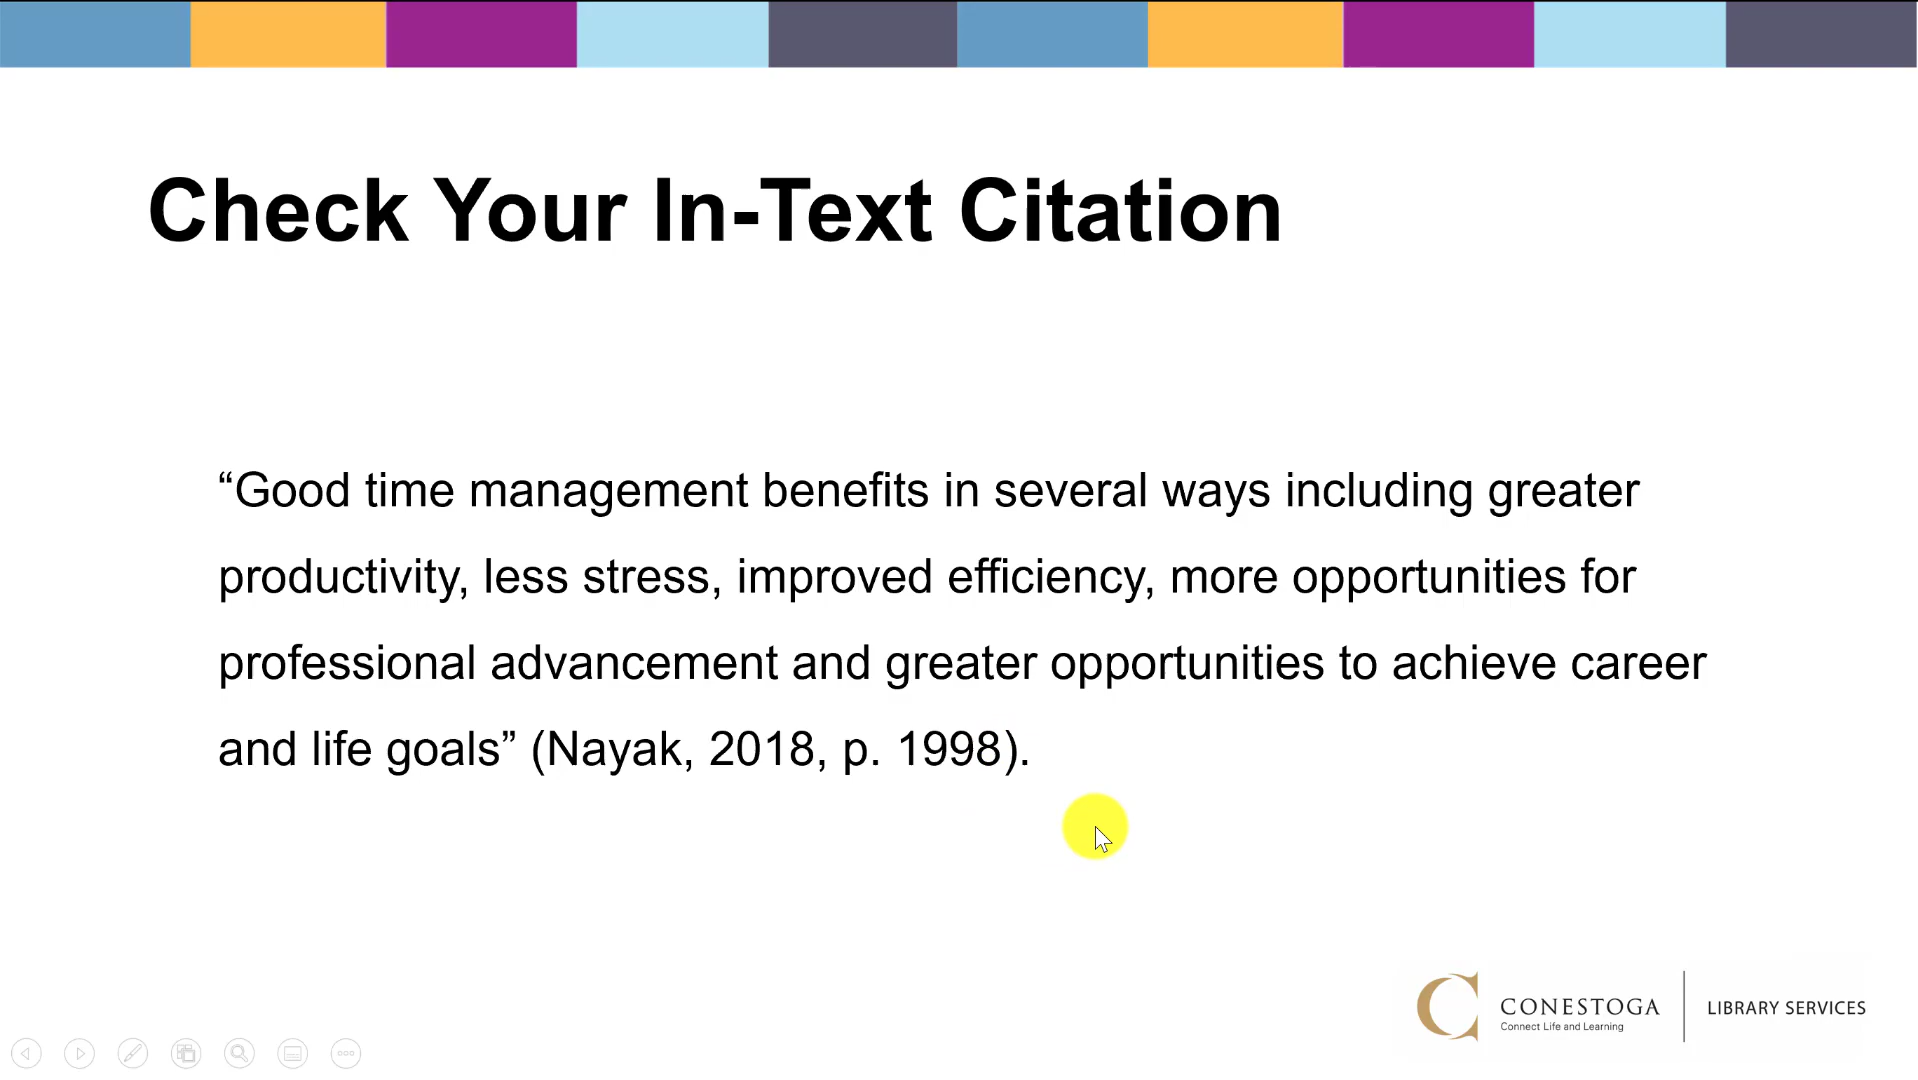 Check Your In-Text Citation
“Good time management benefits in several ways including greater
productivity, less stress, improved efficiency, more opportunities for
professional advancement and greater opportunities to achieve career
and life goals” (Nayak, 2018, p. 1998).
CONESTOGA
Connect Life and Learning
LIBRARY SERVICES